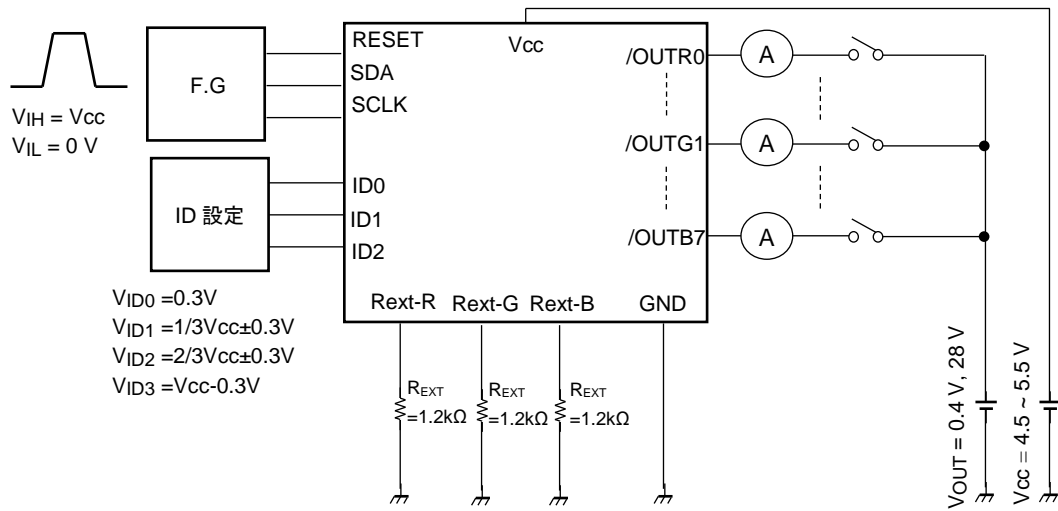 RESET
Vcc
/OUTR0
A
F.G
SDA
SCLK
VIH = Vcc
VIL = 0 V
/OUTG1
A
ID0
ID 設定
ID1
ID2
/OUTB7
A
VID0 =0.3V
VID1 =1/3Vcc±0.3V
VID2 =2/3Vcc±0.3V
VID3 =Vcc-0.3V
Rext-R
Rext-G
Rext-B
GND
REXT
=1.2kΩ
REXT
=1.2kΩ
REXT
=1.2kΩ
VOUT = 0.4 V, 28 V
Vcc = 4.5 ~ 5.5 V